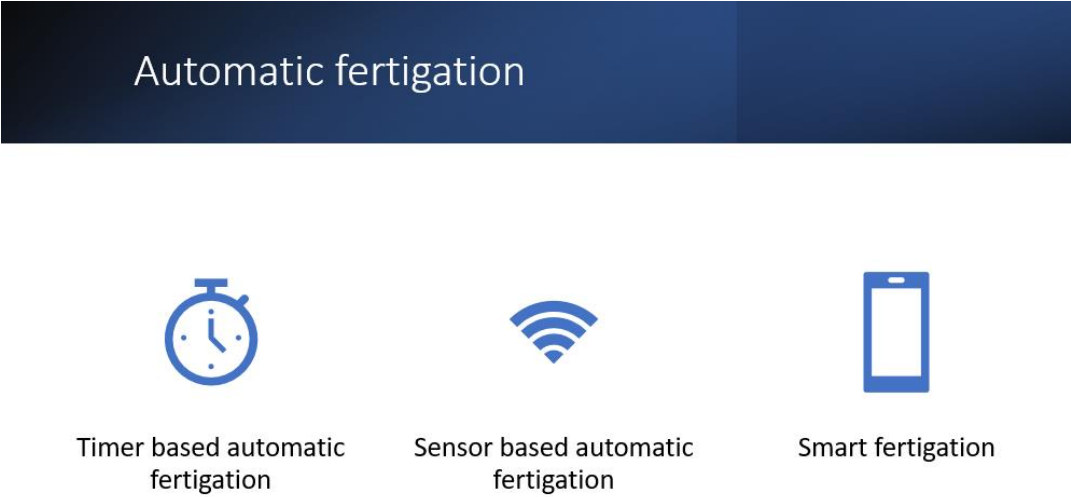 Automatic fertigation
Timer based automatic
fertigation
Sensor based automatic
fertigation
Smart fertigation